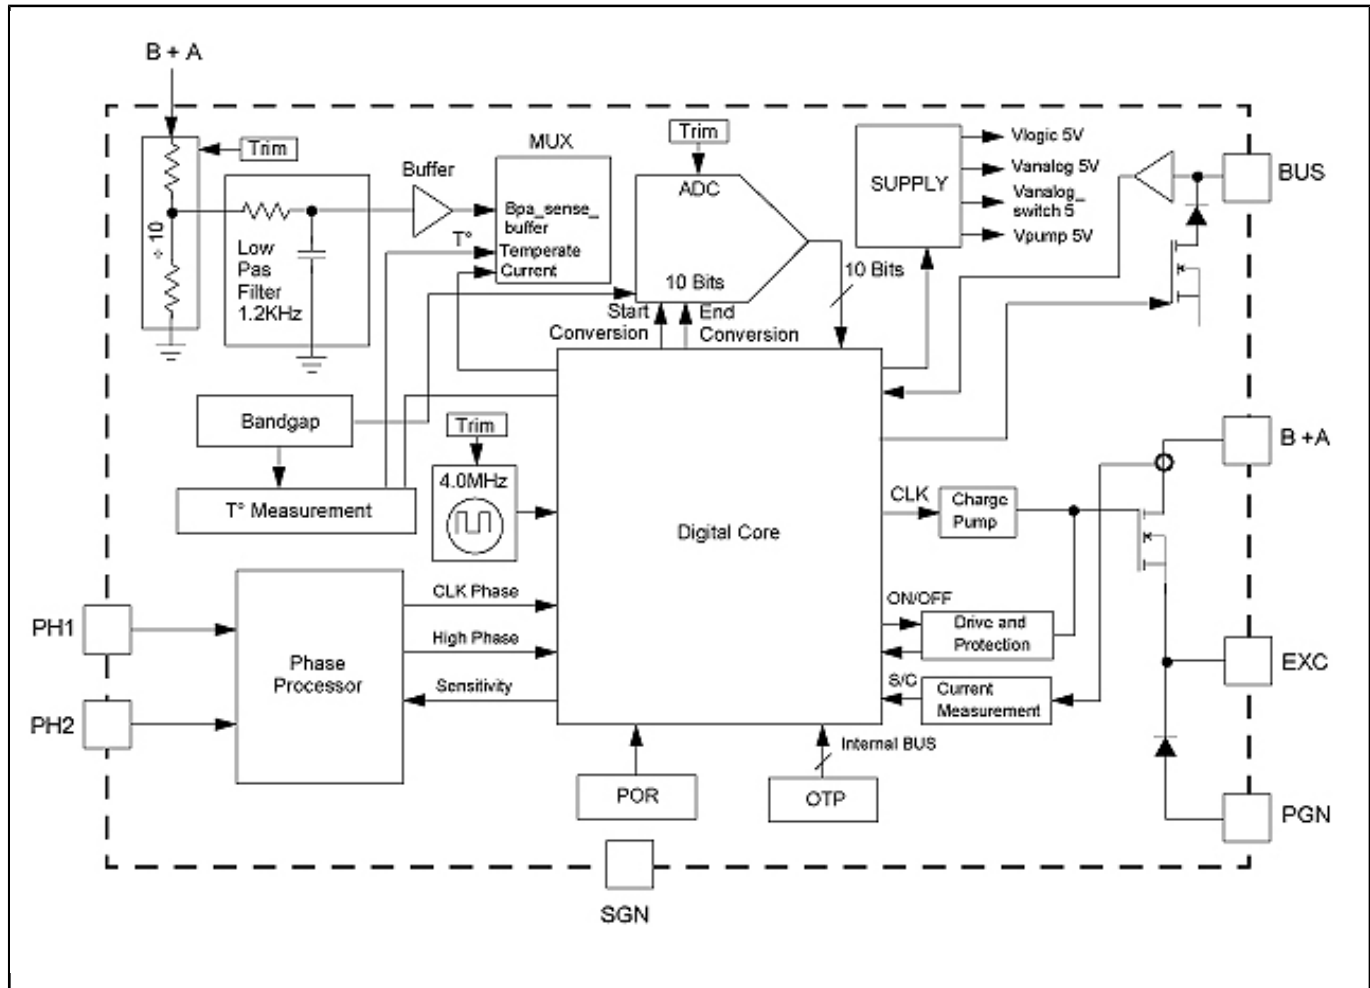 B + A
Trim
÷ 10
Low
Pas
Filter
1.2KHz
Buffer
T°
MUX
Bpa_sense_
buffer
Temperate
Current
Trim
ADC
10 Bits
Start
Conversion
End
Conversion
10 Bits
SUPPLY
Vlogic 5V
Vanalog 5V
Vanalog_
switch 5
Vpump 5V
BUS
Bandgap
T° Measurement
Trim
4.0MHz
Digital Core
CLK
Charge
Pump
B +A
ON/OFF
Drive and
Protection
S/C
Current
Measurement
EXC
PGN
PH1
PH2
Phase
Processor
CLK Phase
High Phase
Sensitivity
Internal BUS
POR
OTP
SGN